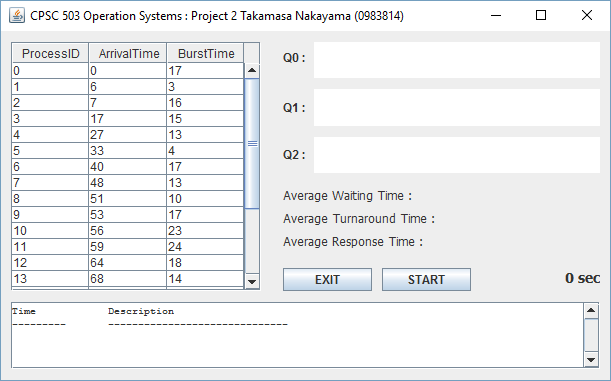 CPSC 503 Operation Systems : Project 2 Takamasa Nakayama (0983814)
ProcessID ArrivalTime BurstTime
0 0 17
1 6 3
2 7 16
3 17 15
4 27 13
5 33 4
6 40 17
7 48 13
8 51 10
9 53 17
10 56 23
11 59 24
12 64 18
13 68 14
Q0 :
Q1 :
Q2 :
Average Waiting Time :
Average Turnaround Time :
Average Response Time :
EXIT START 0 sec
Time Description
--------- ------------------------------